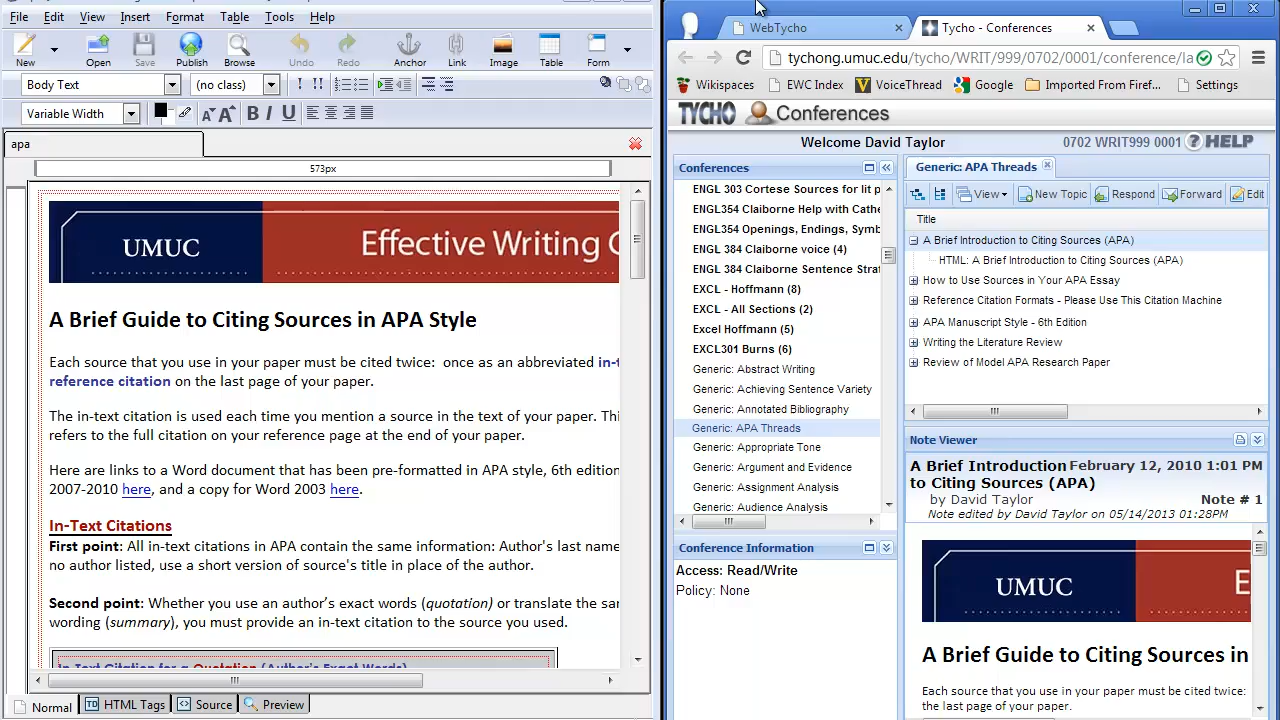 File Edit View Insert Format Table Tools Help
New Open Save Publish Browse Undo Redo Anchor Link Image Table Form
Body Text (no class)
Variable Width B I U
apa
573px
UMUC Effective Writing C
A Brief Guide to Citing Sources in APA Style
Each source that you use in your paper must be cited twice: once as an abbreviated in-t
reference citation on the last page of your paper.
The in-text citation is used each time you mention a source in the text of your paper. Thi
refers to the full citation on your reference page at the end of your paper.
Here are links to a Word document that has been pre-formatted in APA style, 6th edition
2007-2010 here, and a copy for Word 2003 here.
In-Text Citations
First point: All in-text citations in APA contain the same information: Author's last name
no author listed, use a short version of source's title in place of the author.
Second point: Whether you use an author's exact words (quotation) or translate the sar
wording (summary), you must provide an in-text citation to the source you used.
In-Text Citation for a Quotation (Author's Exact Words)
Normal HTML Tags Source Preview
WebTycho Tycho - Conferences
tychong.umuc.edu/tycho/WRIT/999/0702/0001/conference/la
Wikispaces EWC Index VoiceThread Google Imported From Firef... Settings
TYCHO Conferences
Welcome David Taylor 0702 WRIT999 0001 HELP
Conferences
ENGL 303 Cortese Sources for lit p
ENGL354 Claiborne Help with Cathe
ENGL354 Openings, Endings, Symb
ENGL 384 Claiborne voice (4)
ENGL 384 Claiborne Sentence Strat
EXCL - Hoffmann (8)
EXCL - All Sections (2)
Excel Hoffmann (5)
EXCL301 Burns (6)
Generic: Abstract Writing
Generic: Achieving Sentence Variety
Generic: Annotated Bibliography
Generic: APA Threads
Generic: Appropriate Tone
Generic: Argument and Evidence
Generic: Assignment Analysis
Generic: Audience Analysis
Conference Information
Access: Read/Write
Policy: None
Generic: APA Threads
View New Topic Respond Forward Edit
Title
A Brief Introduction to Citing Sources (APA)
HTML: A Brief Introduction to Citing Sources (APA)
How to Use Sources in Your APA Essay
Reference Citation Formats - Please Use This Citation Machine
APA Manuscript Style - 6th Edition
Writing the Literature Review
Review of Model APA Research Paper
Note Viewer
A Brief Introduction February 12, 2010 1:01 PM
to Citing Sources (APA)
by David Taylor Note # 1
Note edited by David Taylor on 05/14/2013 01:28PM
UMUC E
A Brief Guide to Citing Sources in
Each source that you use in your paper must be cited twice:
the last page of your paper.